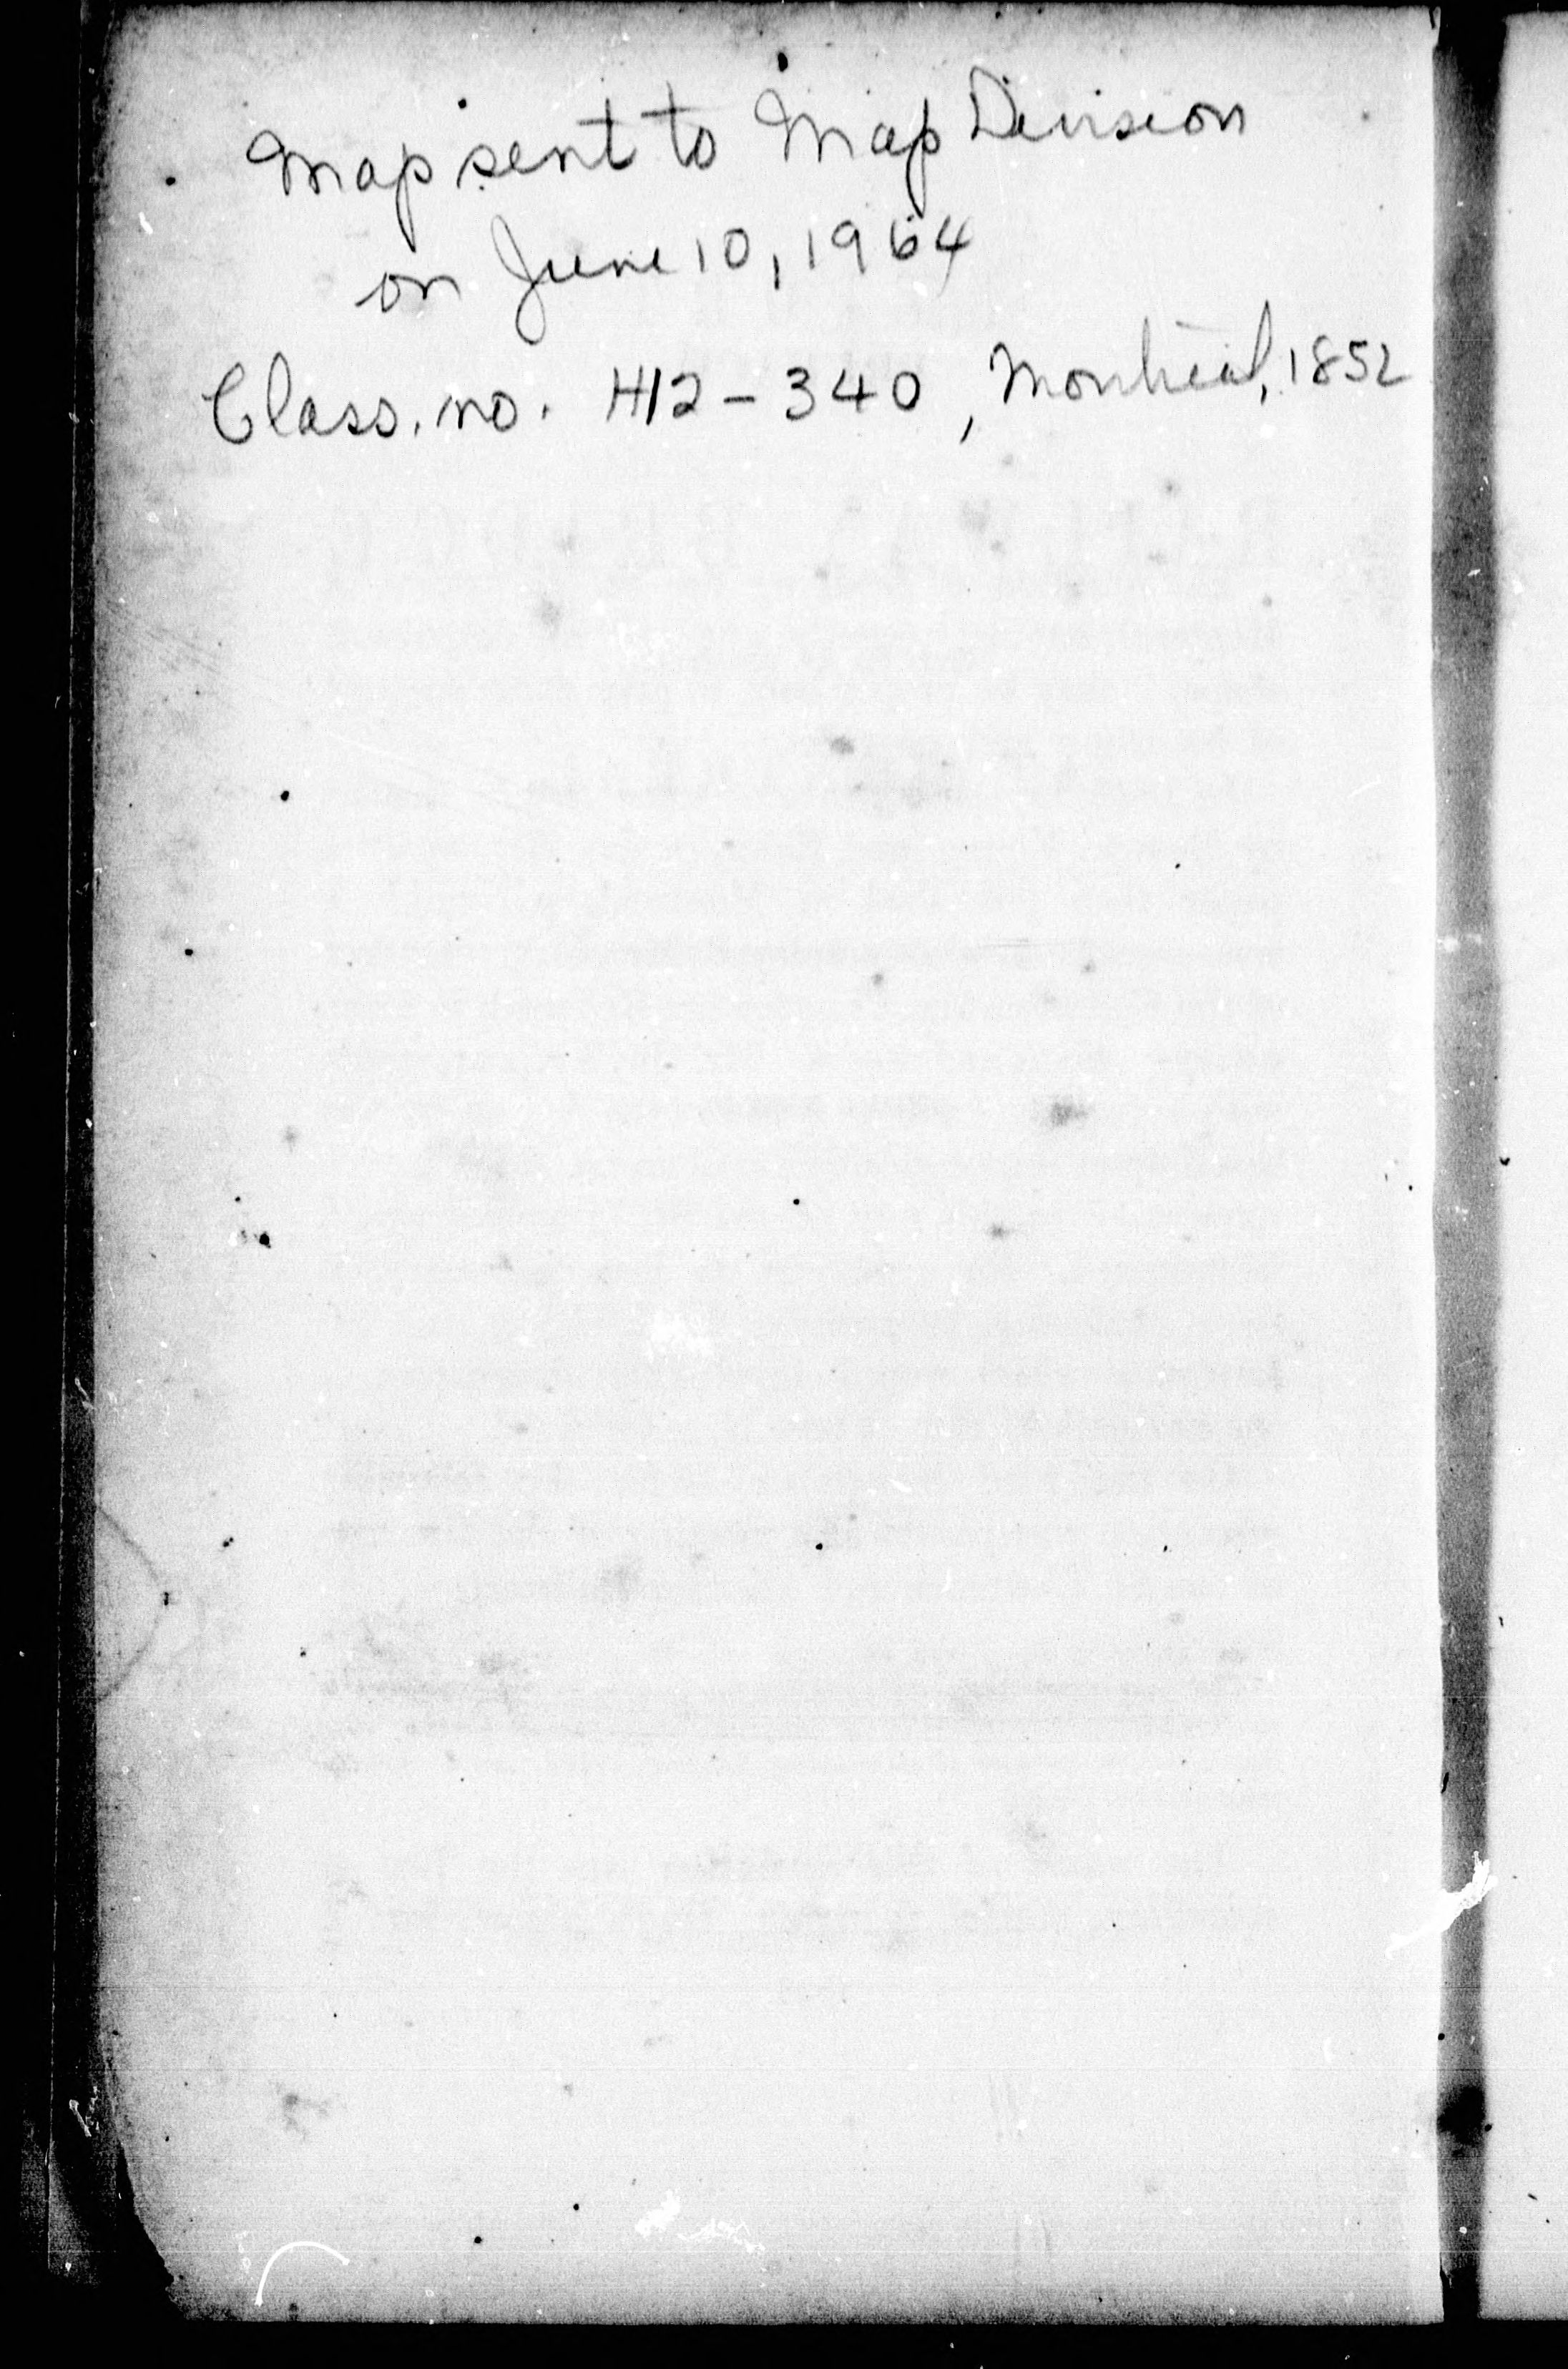 Map sent to Map Division
on June 10, 1964
Class. no. H12-340, Montreal, 1852